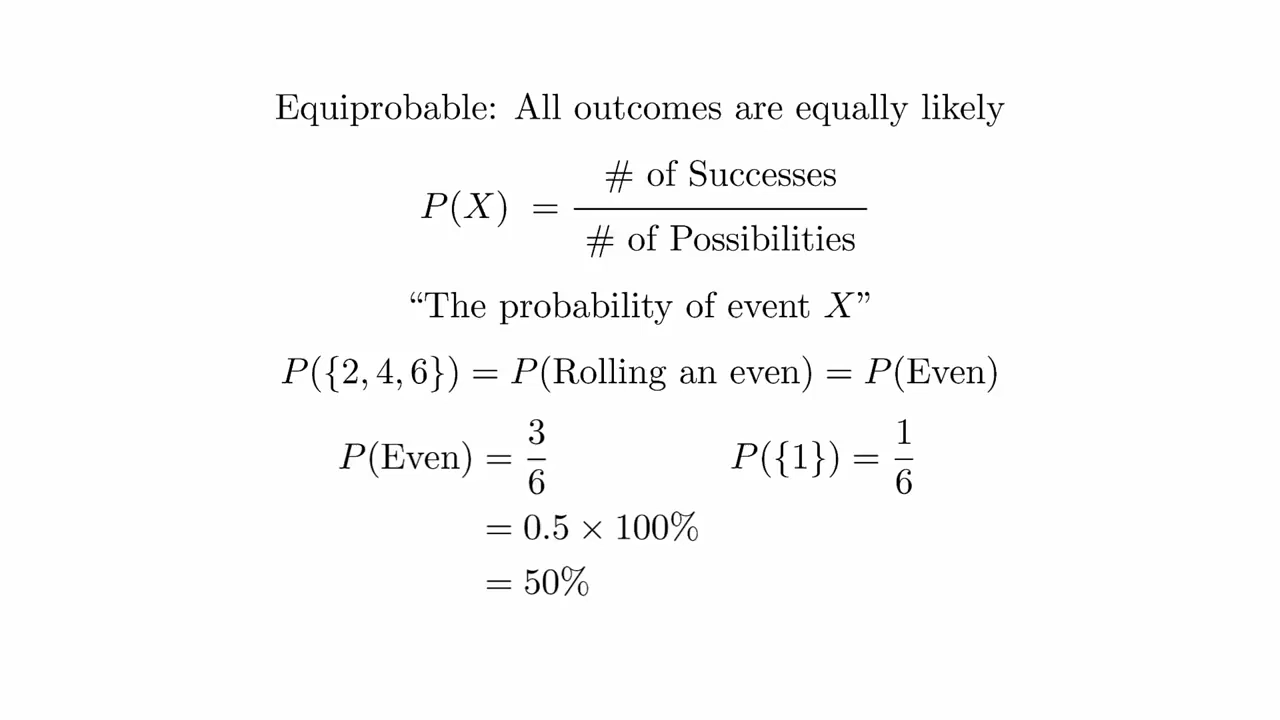 Equiprobable: All outcomes are equally likely
P(X) = # of Successes / # of Possibilities
“The probability of event X”
P({2, 4, 6}) = P(Rolling an even) = P(Even)
P(Even) = 3/6 P({1}) = 1/6
= 0.5 × 100%
= 50%